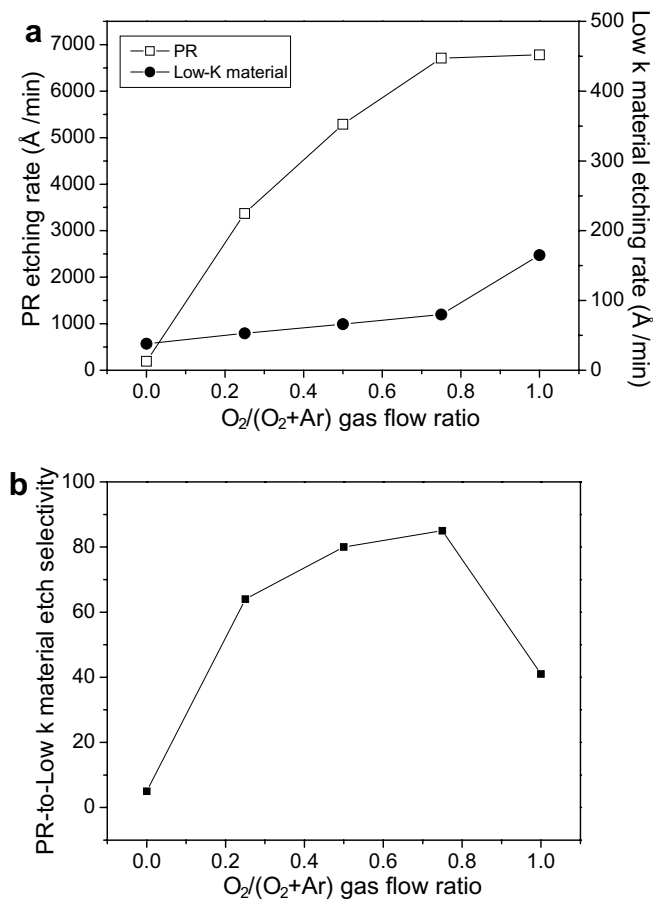 a
PR
Low-K material
7000
6000
5000
4000
3000
2000
1000
0
PR etching rate (Å /min)
500
400
300
200
100
0
Low k material etching rate (Å/min)
0.0 0.2 0.4 0.6 0.8 1.0
O₂/(O₂+Ar) gas flow ratio
b
100
80
60
40
20
0
PR-to-Low k material etch selectivity
0.0 0.2 0.4 0.6 0.8 1.0
O₂/(O₂+Ar) gas flow ratio